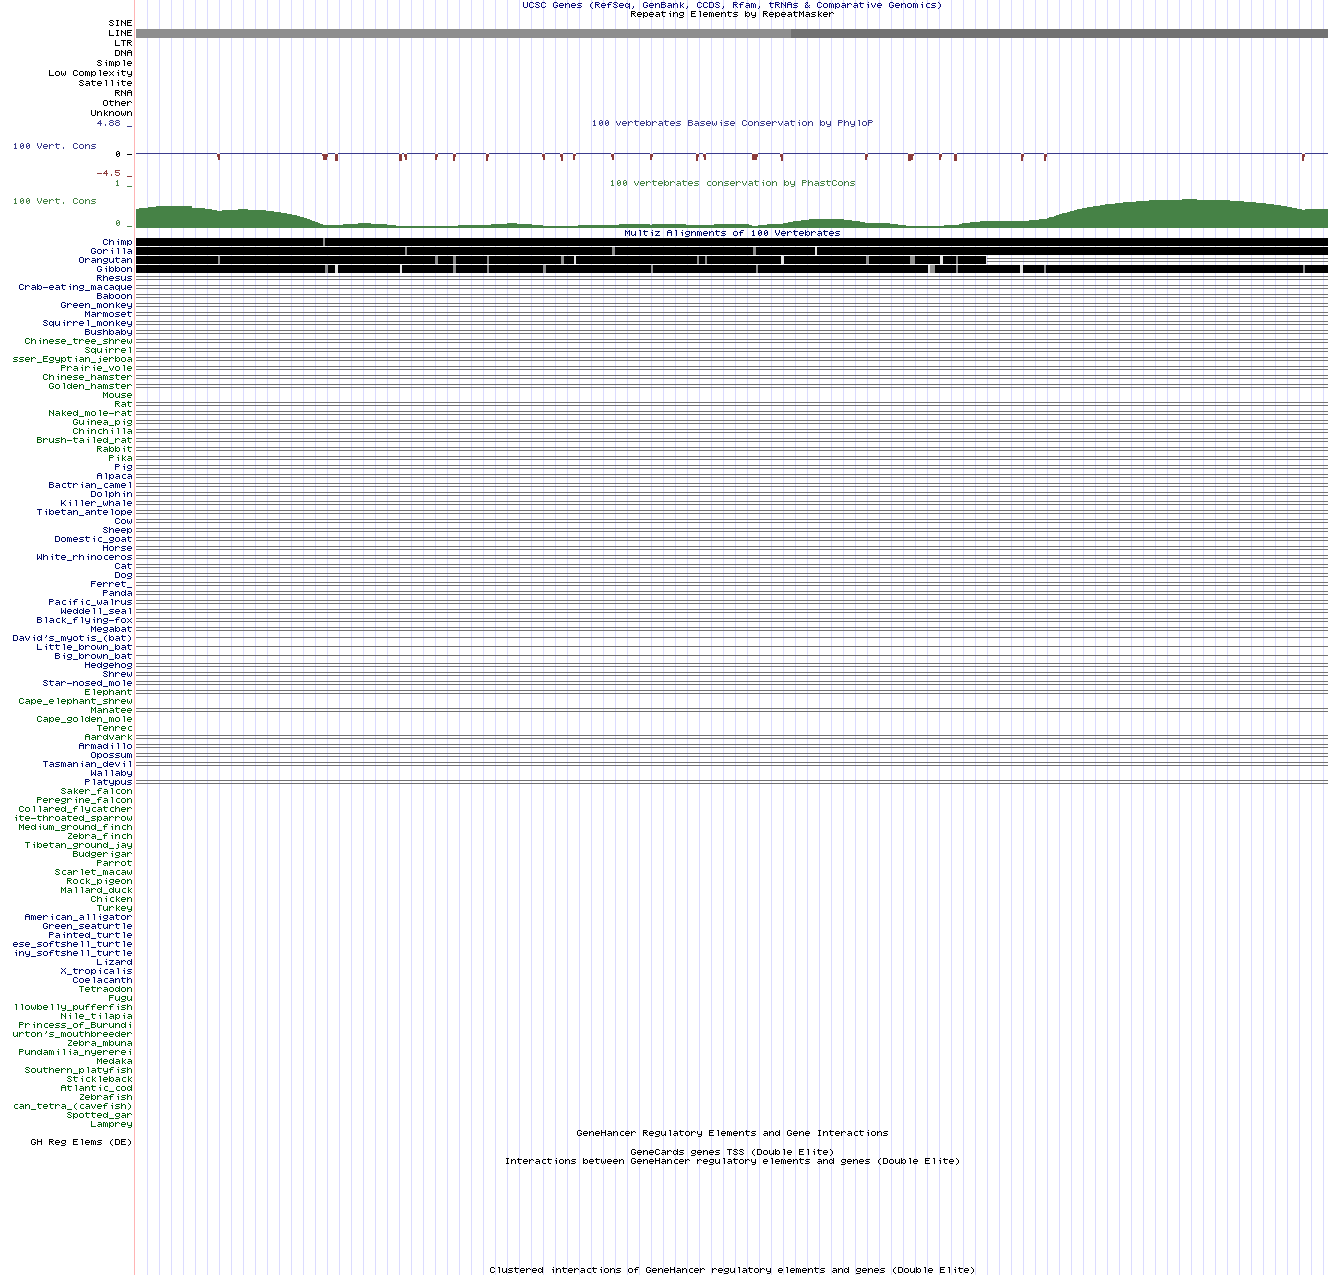 UCSC Genes (RefSeq, GenBank, CCDS, Rfam, tRNAs & Comparative Genomics)
Repeating Elements by RepeatMasker
SINE
LINE
LTR
DNA
Simple
Low Complexity
Satellite
RNA
Other
Unknown
4.88 _
100 vertebrates Basewise Conservation by PhyloP
100 Vert. Cons
0 -
-4.5 _
1 _
100 vertebrates conservation by PhastCons
100 Vert. Cons
0 _
Multiz Alignments of 100 Vertebrates
Chimp
Gorilla
Orangutan
Gibbon
Rhesus
Crab-eating_macaque
Baboon
Green_monkey
Marmoset
Squirrel_monkey
Bushbaby
Chinese_tree_shrew
Squirrel
sser_Egyptian_jerboa
Prairie_vole
Chinese_hamster
Golden_hamster
Mouse
Rat
Naked_mole-rat
Guinea_pig
Chinchilla
Brush-tailed_rat
Rabbit
Pika
Pig
Alpaca
Bactrian_camel
Dolphin
Killer_whale
Tibetan_antelope
Cow
Sheep
Domestic_goat
Horse
White_rhinoceros
Cat
Dog
Ferret_
Panda
Pacific_walrus
Weddell_seal
Black_flying-fox
Megabat
David's_myotis_(bat)
Little_brown_bat
Big_brown_bat
Hedgehog
Shrew
Star-nosed_mole
Elephant
Cape_elephant_shrew
Manatee
Cape_golden_mole
Tenrec
Aardvark
Armadillo
Opossum
Tasmanian_devil
Wallaby
Platypus
Saker_falcon
Peregrine_falcon
Collared_flycatcher
ite-throated_sparrow
Medium_ground_finch
Zebra_finch
Tibetan_ground_jay
Budgerigar
Parrot
Scarlet_macaw
Rock_pigeon
Mallard_duck
Chicken
Turkey
American_alligator
Green_seaturtle
Painted_turtle
ese_softshell_turtle
iny_softshell_turtle
Lizard
X_tropicalis
Coelacanth
Tetraodon
Fugu
llowbelly_pufferfish
Nile_tilapia
Princess_of_Burundi
urton's_mouthbreeder
Zebra_mbuna
Pundamilia_nyererei
Medaka
Southern_platyfish
Stickleback
Atlantic_cod
Zebrafish
can_tetra_(cavefish)
Spotted_gar
Lamprey
GeneHancer Regulatory Elements and Gene Interactions
GH Reg Elems (DE)
GeneCards genes TSS (Double Elite)
Interactions between GeneHancer regulatory elements and genes (Double Elite)
Clustered interactions of GeneHancer regulatory elements and genes (Double Elite)